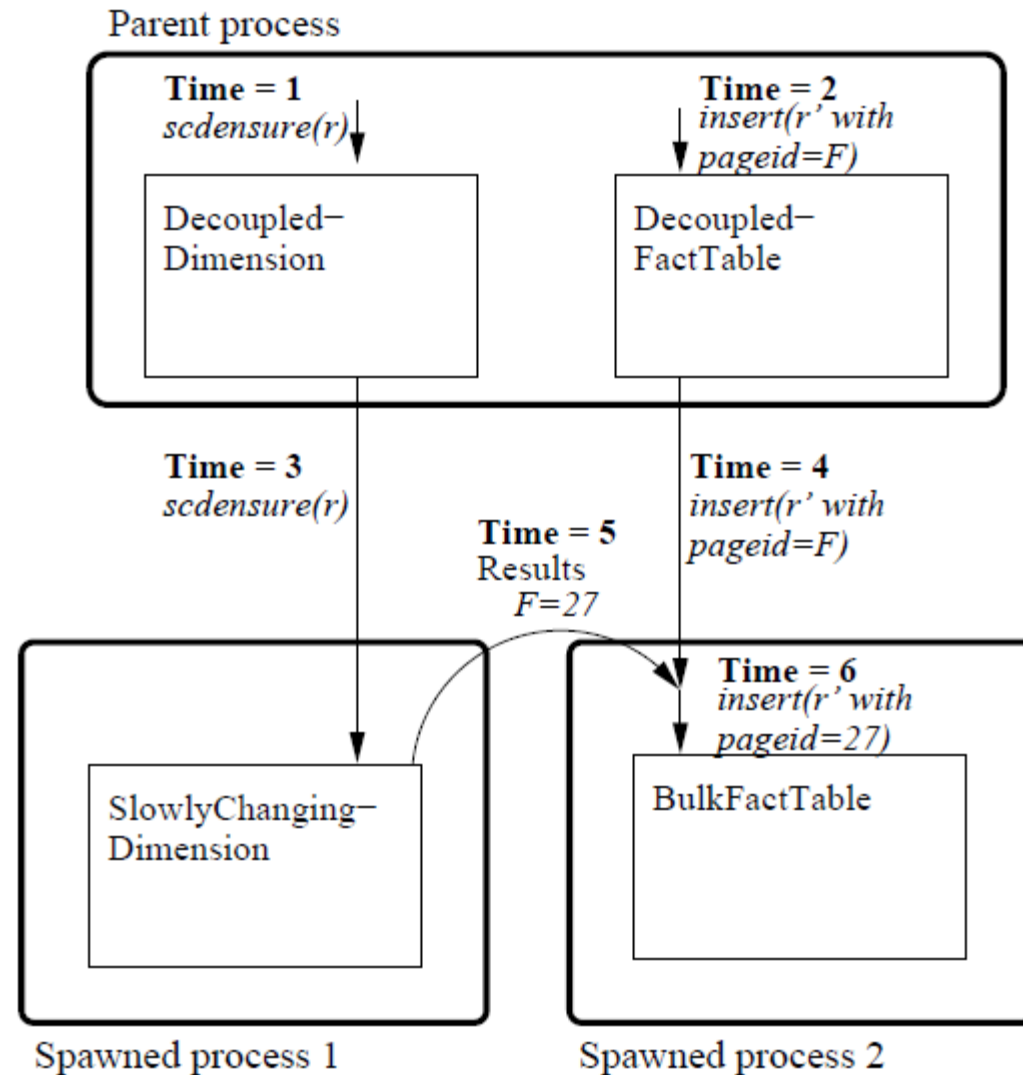 Parent process
Time = 1
scdensure(r)
Time = 2
insert(r’ with
pageid=F)
Decoupled−
Dimension
Decoupled−
FactTable
Time = 3
scdensure(r)
Time = 4
insert(r’ with
pageid=F)
Time = 5
Results
F=27
Time = 6
insert(r’ with
pageid=27)
SlowlyChanging−
Dimension
BulkFactTable
Spawned process 1
Spawned process 2